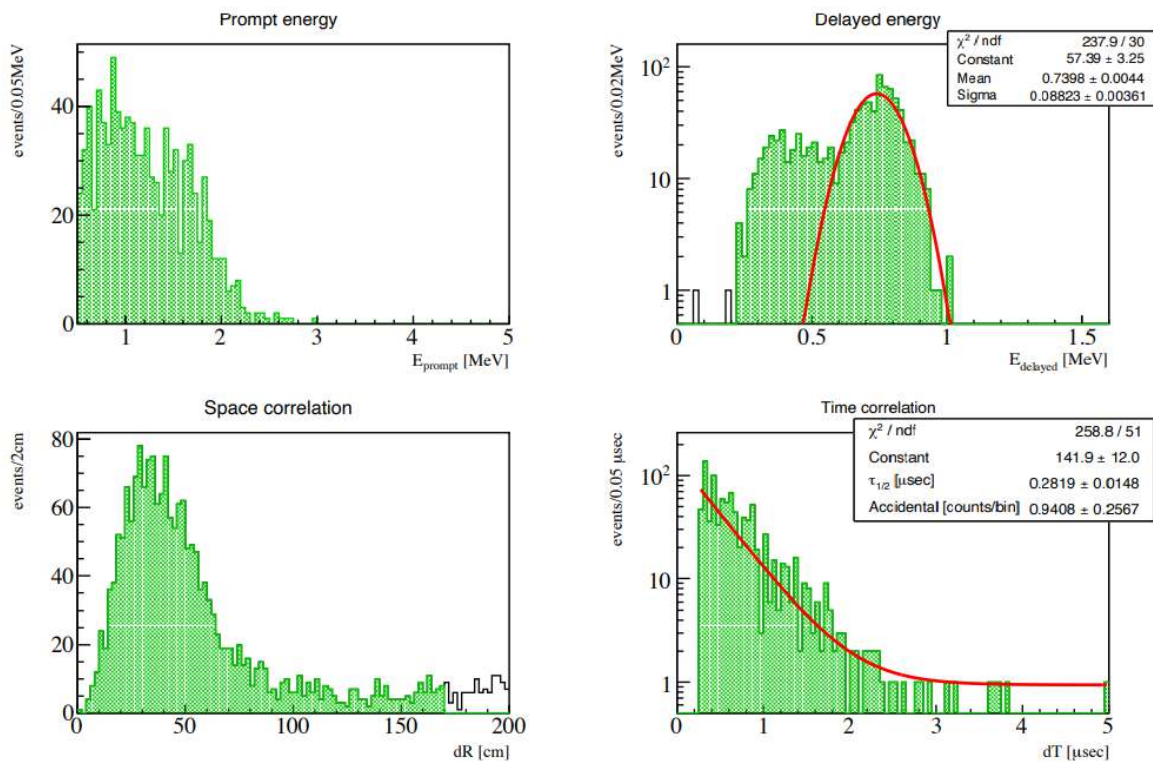 Prompt energy
events/0.05MeV
40
20
0
1
2
3
4
5
E_prompt [MeV]
Delayed energy
χ² / ndf 237.9 / 30
Constant 57.39 ± 3.25
Mean 0.7398 ± 0.0044
Sigma 0.08823 ± 0.00361
events/0.02MeV
10²
10
1
0
0.5
1
1.5
E_delayed [MeV]
Space correlation
events/2cm
80
60
40
20
0
0
50
100
150
200
dR [cm]
Time correlation
χ² / ndf 258.8 / 51
Constant 141.9 ± 12.0
τ_1/2 [μsec] 0.2819 ± 0.0148
Accidental [counts/bin] 0.9408 ± 0.2567
events/0.05 μsec
10²
10
1
0
1
2
3
4
5
dT [μsec]